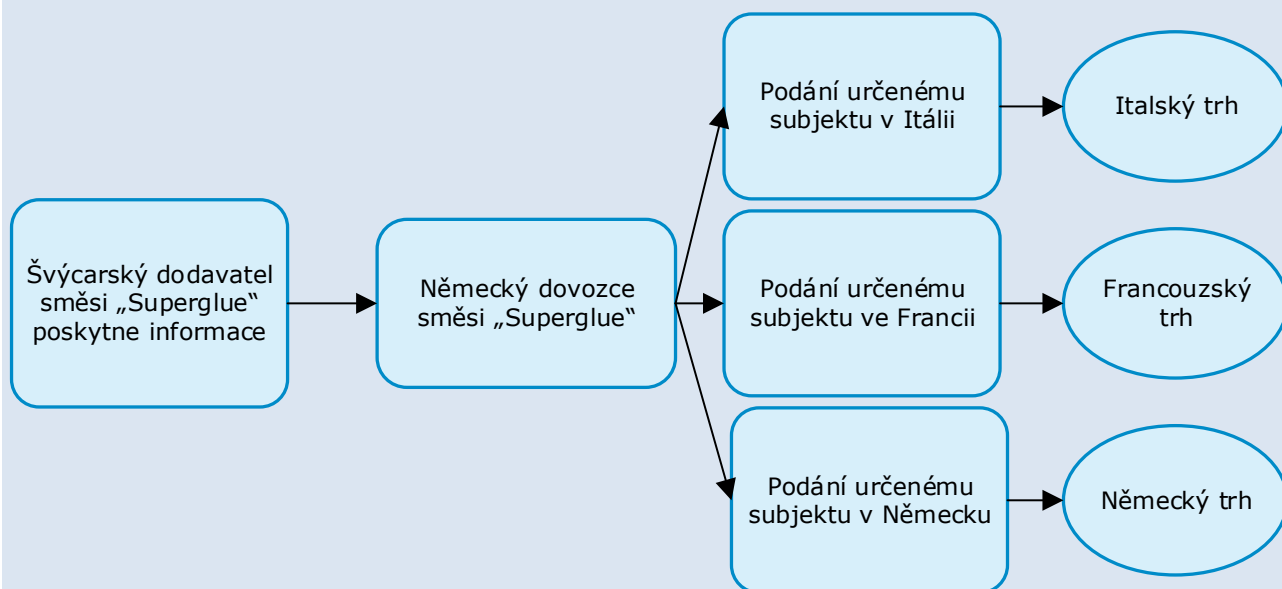 Švýcarský dodavatel
směsi „Superglue“
poskytne informace
Německý dovozce
směsi „Superglue“
Podání určenému
subjektu v Itálii
Italský trh
Podání určenému
subjektu ve Francii
Francouzský
trh
Podání určenému
subjektu v Německu
Německý trh